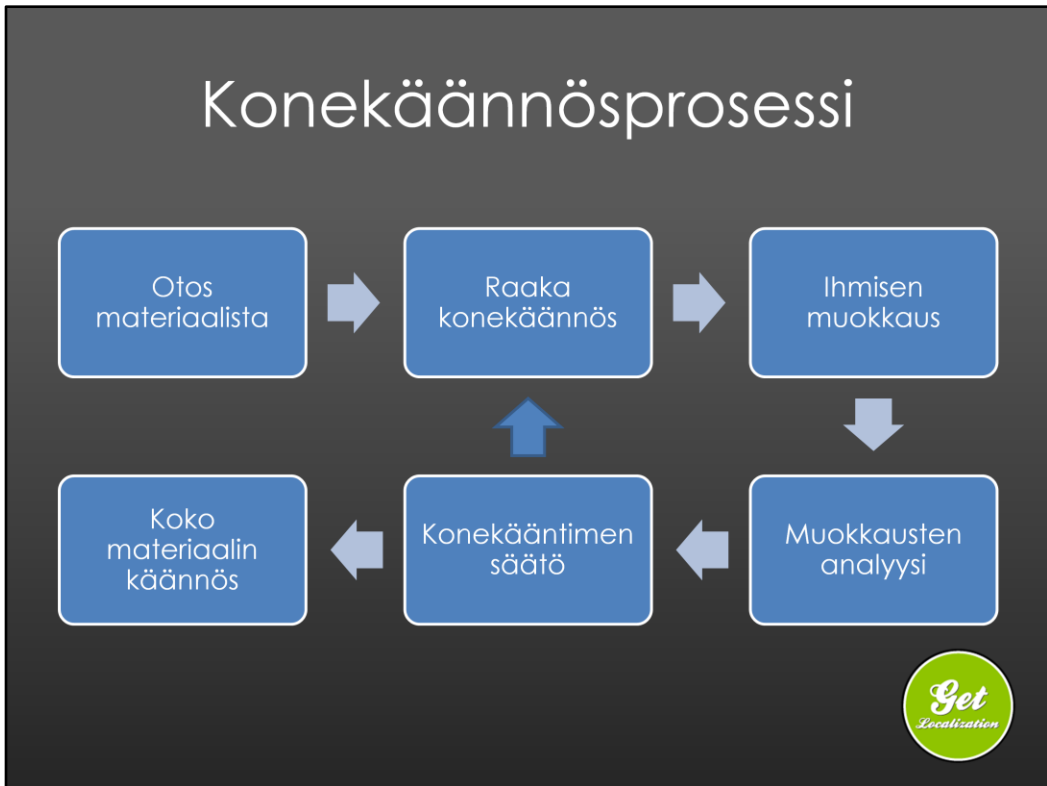 Konekäännösprosessi
Otos
materiaalista
Raaka
konekäännös
Ihmisen
muokkaus
Muokkausten
analyysi
Konekääntimen
säätö
Koko
materiaalin
käännös
Get
Localization